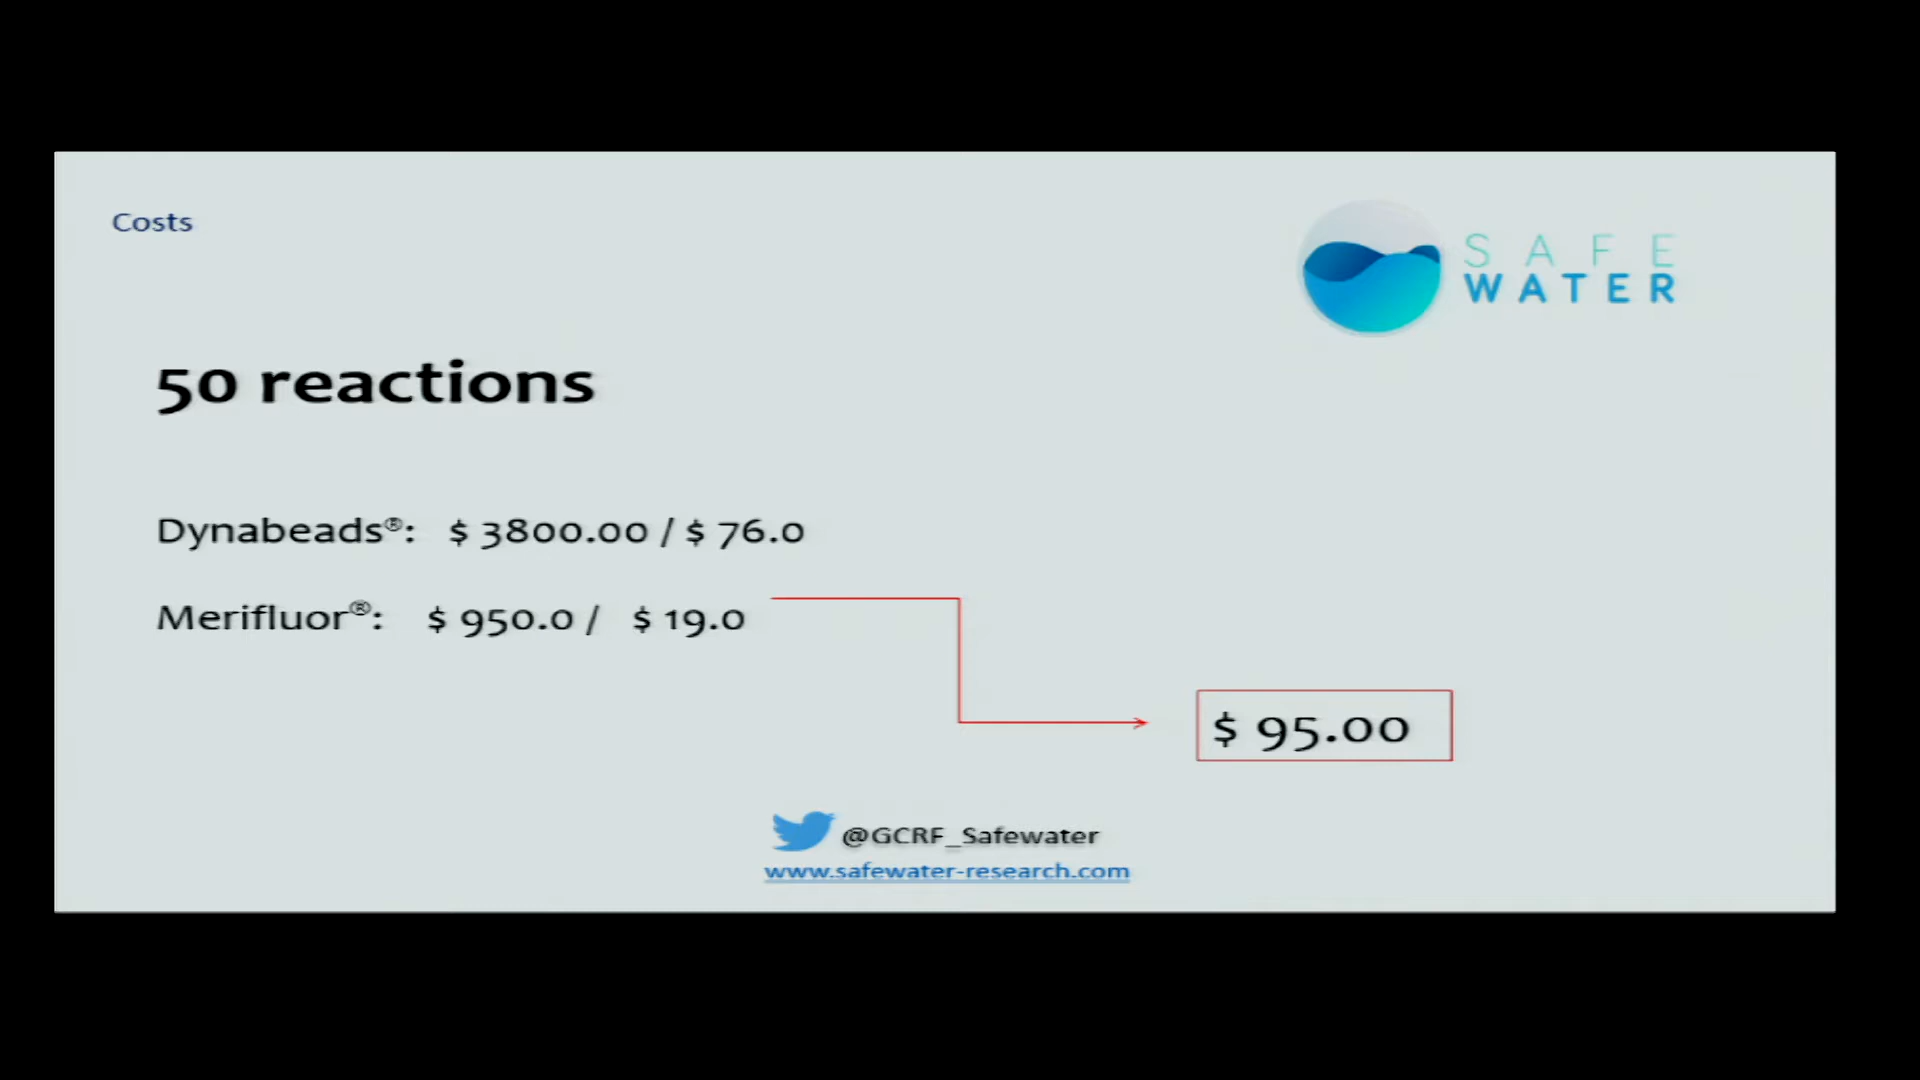 Costs
SAFE
WATER
50 reactions
Dynabeads®: $ 3800.00 / $ 76.0
Merifluor®: $ 950.0 / $ 19.0
$ 95.00
@GCRF_Safewater
www.safewater-research.com